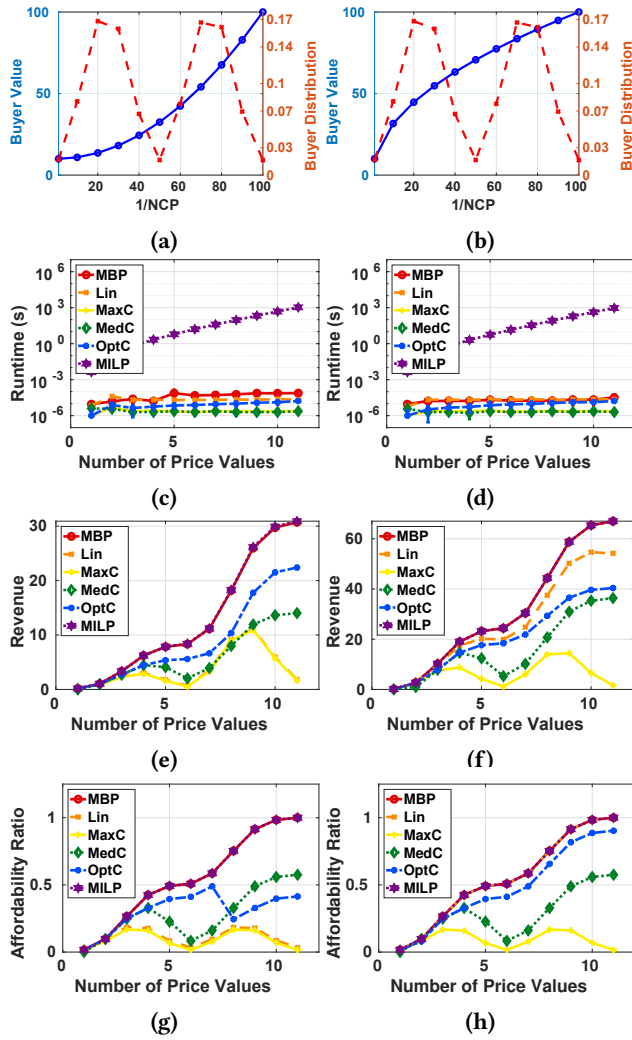 100
50
0
Buyer Value
0.17
0.14
0.1
0.07
0.03
0
Buyer Distribution
20 40 60 80 100
1/NCP
(a)
100
50
0
Buyer Value
0.17
0.14
0.1
0.07
0.03
0
Buyer Distribution
20 40 60 80 100
1/NCP
(b)
Runtime (s)
10^6
10^3
10^0
10^-3
10^-6
MBP
Lin
MaxC
MedC
OptC
MILP
0 5 10
Number of Price Values
(c)
Runtime (s)
10^6
10^3
10^0
10^-3
10^-6
MBP
Lin
MaxC
MedC
OptC
MILP
0 5 10
Number of Price Values
(d)
Revenue
30
20
10
0
MBP
Lin
MaxC
MedC
OptC
MILP
0 5 10
Number of Price Values
(e)
Revenue
60
40
20
0
MBP
Lin
MaxC
MedC
OptC
MILP
0 5 10
Number of Price Values
(f)
Affordability Ratio
1
0.5
0
MBP
Lin
MaxC
MedC
OptC
MILP
0 5 10
Number of Price Values
(g)
Affordability Ratio
1
0.5
0
MBP
Lin
MaxC
MedC
OptC
MILP
0 5 10
Number of Price Values
(h)